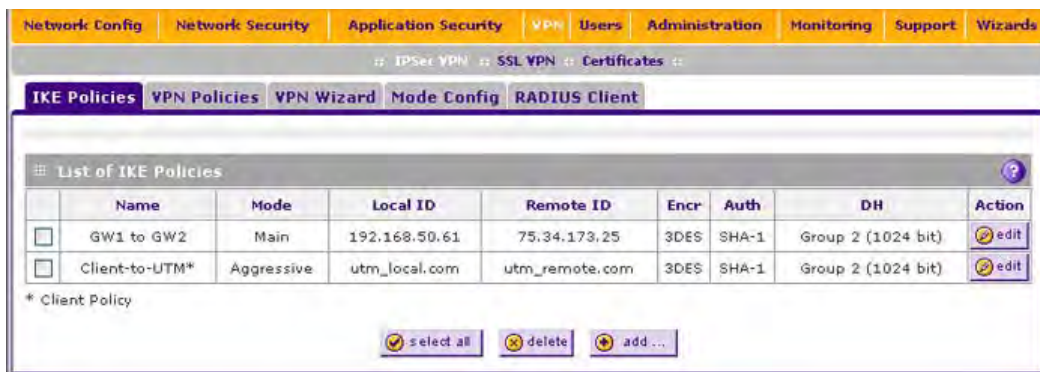 Network Config Network Security Application Security VPN Users Administration Monitoring Support Wizards
:: IPSec VPN :: SSL VPN :: Certificates ::
IKE Policies VPN Policies VPN Wizard Mode Config RADIUS Client
List of IKE Policies ?
Name Mode Local ID Remote ID Encr Auth DH Action
GW1 to GW2 Main 192.168.50.61 75.34.173.25 3DES SHA-1 Group 2 (1024 bit) edit
Client-to-UTM* Aggressive utm_local.com utm_remote.com 3DES SHA-1 Group 2 (1024 bit) edit
* Client Policy
select all delete add ...